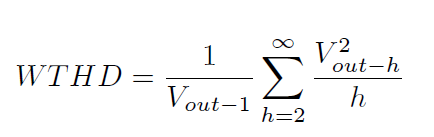 WTHD = \frac{1}{V_{out-1}} \sum_{h=2}^{\infty} \frac{V_{out-h}^{2}}{h}